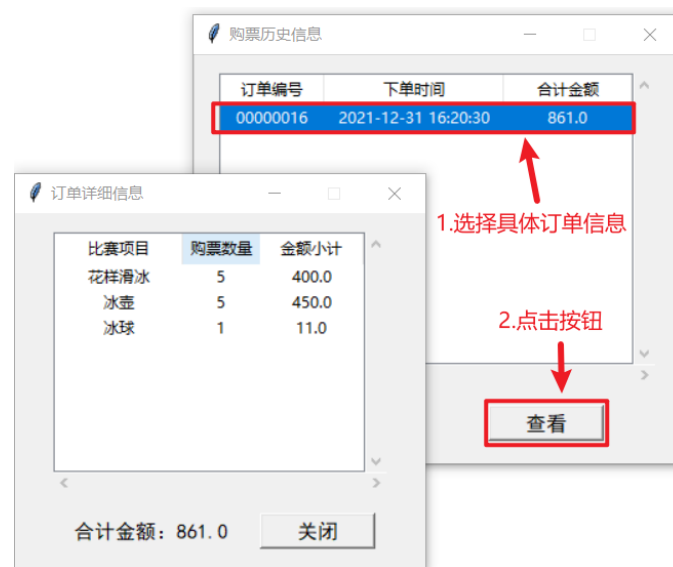 购票历史信息
订单编号 下单时间 合计金额
00000016 2021-12-31 16:20:30 861.0
1.选择具体订单信息
2.点击按钮
查看
订单详细信息
比赛项目 购票数量 金额小计
花样滑冰 5 400.0
冰壶 5 450.0
冰球 1 11.0
合计金额：861.0 关闭